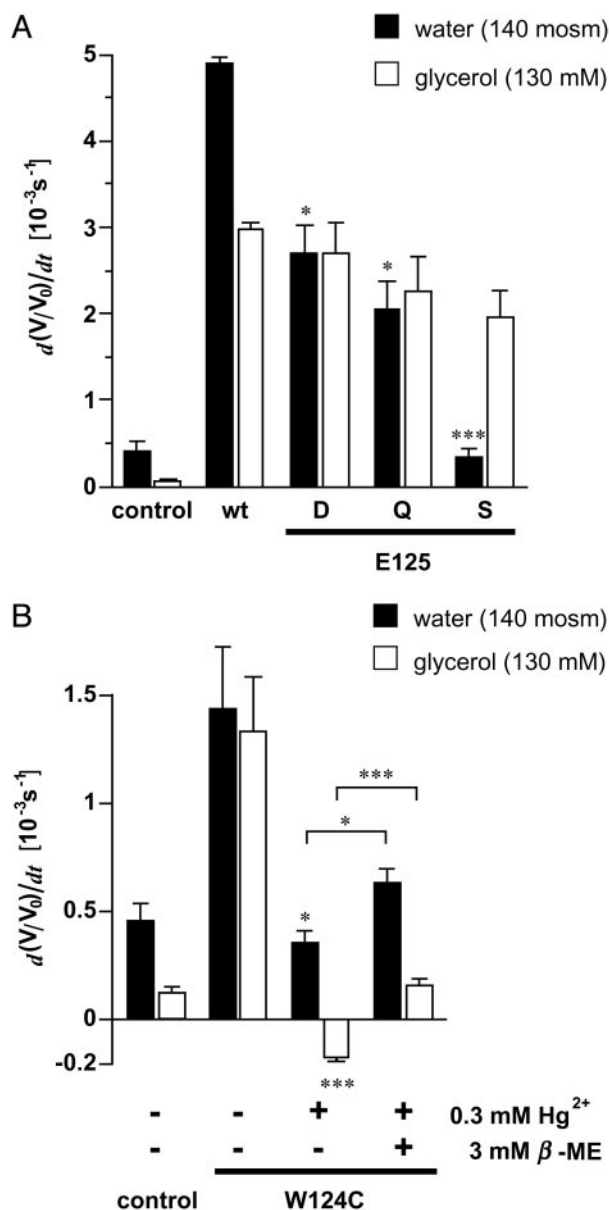 A
water (140 mosm)
glycerol (130 mM)
d(V/V₀)/dt [10⁻³s⁻¹]
5
4
3
2
1
0
*
*
***
control wt D Q S
E125
B
water (140 mosm)
glycerol (130 mM)
d(V/V₀)/dt [10⁻³s⁻¹]
1.5
1
0.5
0
-0.2
***
*
*
***
- - + + 0.3 mM Hg²⁺
- - - + 3 mM β-ME
control W124C